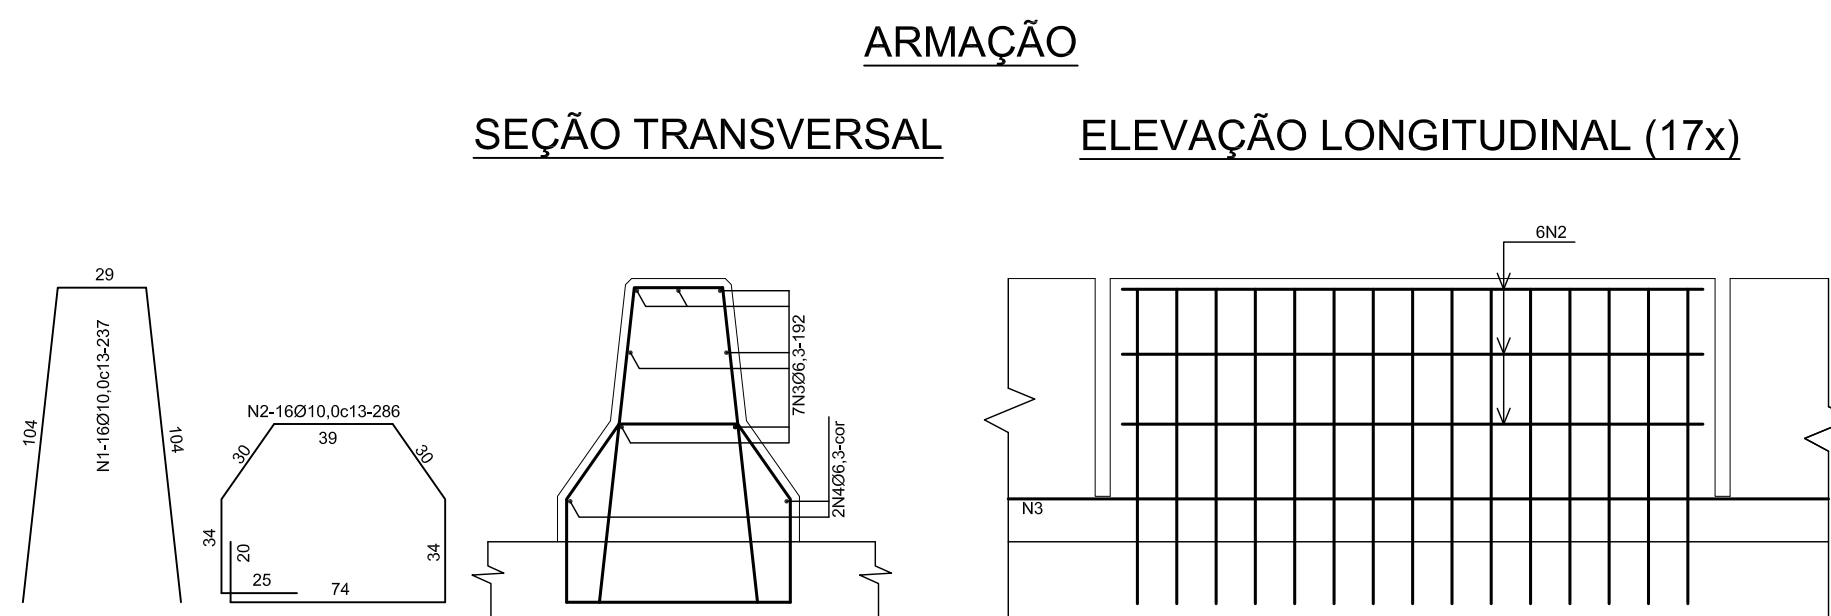 ARMAÇÃO
SEÇÃO TRANSVERSAL
ELEVAÇÃO LONGITUDINAL (17x)
29
104
N1-16Ø10,0c13-237
104
N2-16Ø10,0c13-286
39
30
30
34
20
25
74
34
7N3Ø6,3-192
2N4Ø6,3-cor
6N2
N3